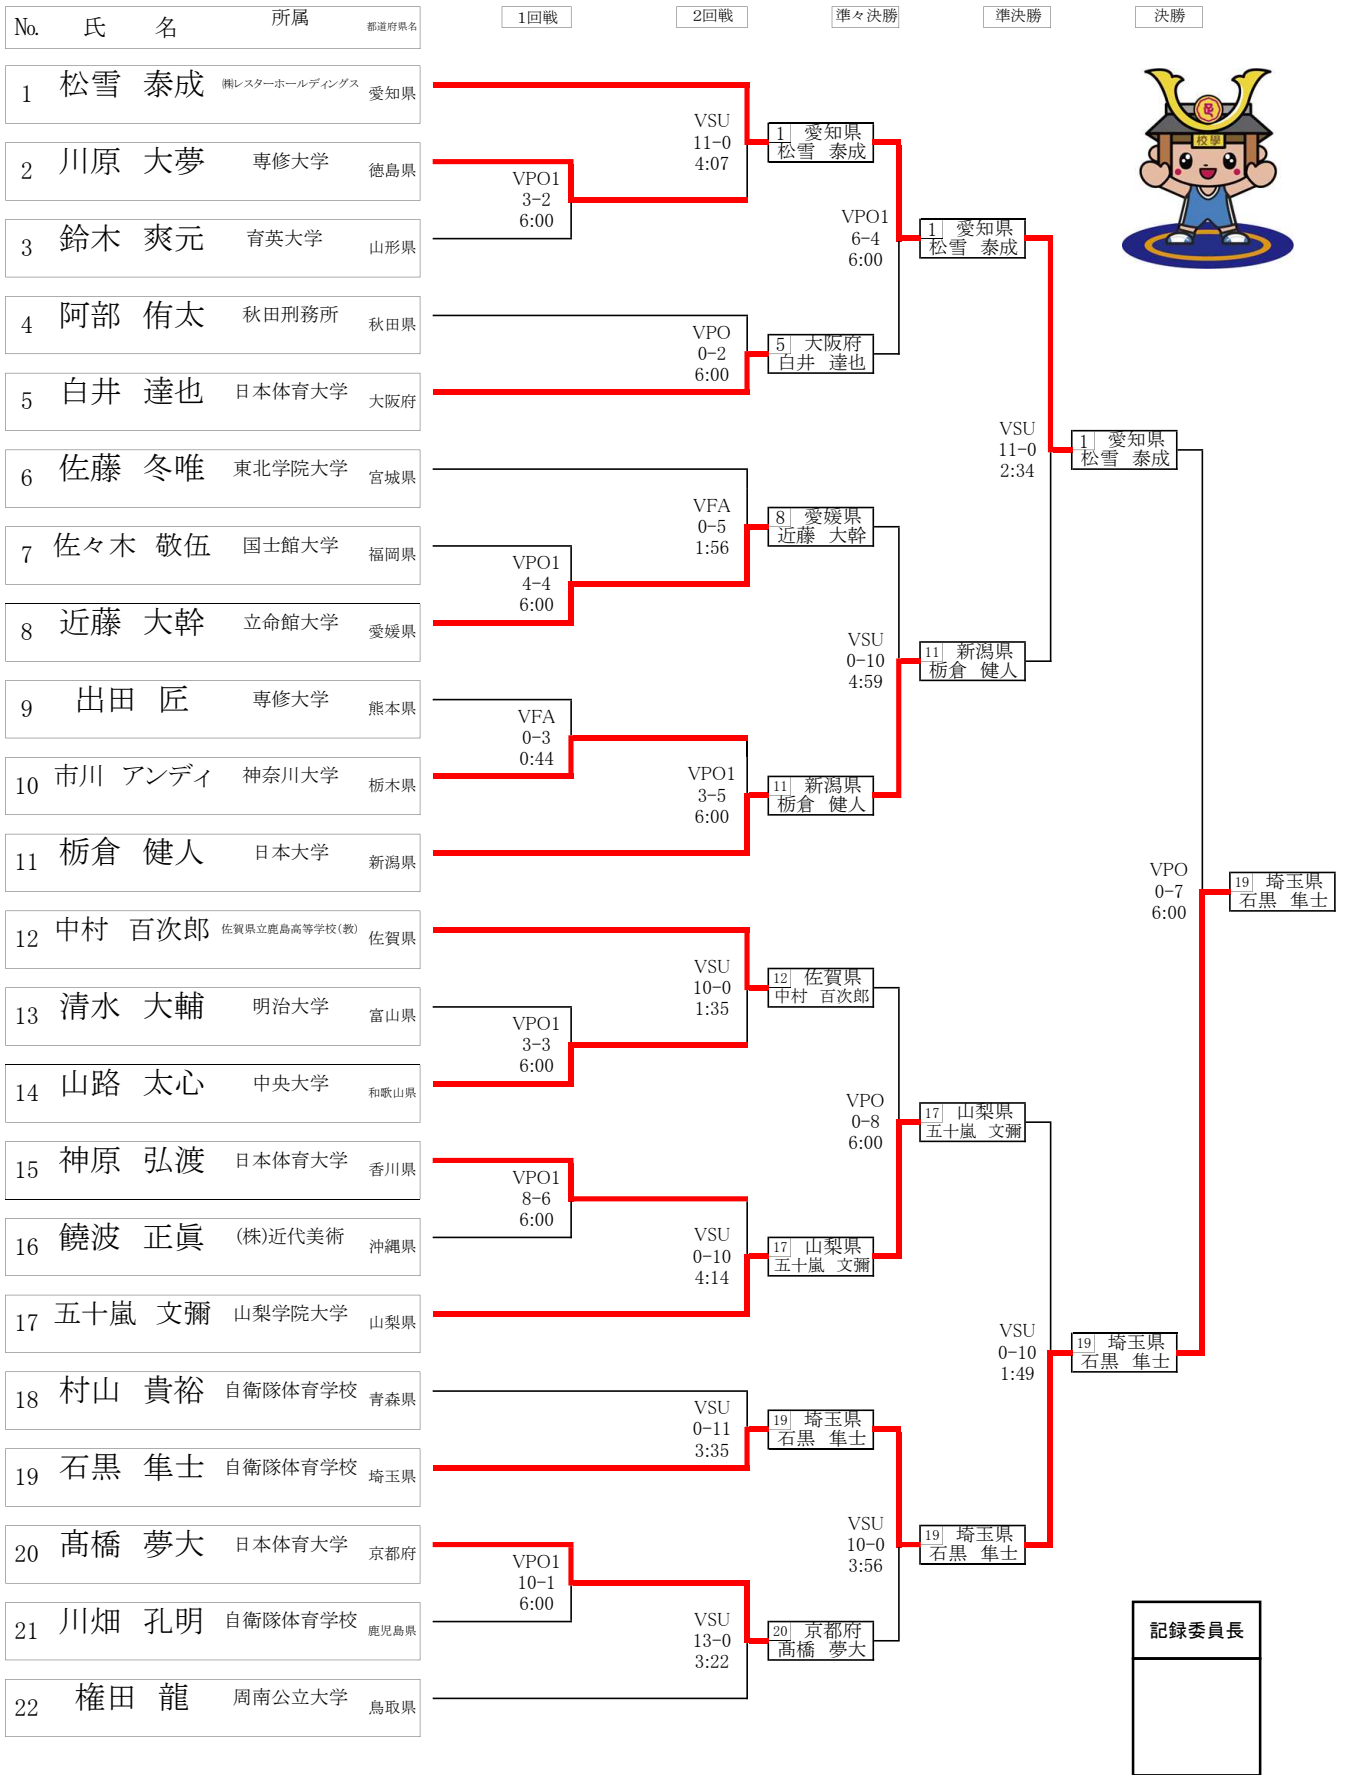 No. 氏 名 所属 都道府県名 1回戦 2回戦 準々決勝 準決勝 決勝
1 松雪 泰成 ㈱レスターホールディングス 愛知県
2 川原 大夢 専修大学 徳島県
3 鈴木 爽元 育英大学 山形県
4 阿部 侑太 秋田刑務所 秋田県
5 白井 達也 日本体育大学 大阪府
6 佐藤 冬唯 東北学院大学 宮城県
7 佐々木 敬伍 国士館大学 福岡県
8 近藤 大幹 立命館大学 愛媛県
9 出田 匠 専修大学 熊本県
10 市川 アンディ 神奈川大学 栃木県
11 栃倉 健人 日本大学 新潟県
12 中村 百次郎 佐賀県立鹿島高等学校(教) 佐賀県
13 清水 大輔 明治大学 富山県
14 山路 太心 中央大学 和歌山県
15 神原 弘渡 日本体育大学 香川県
16 饒波 正眞 (株)近代美術 沖縄県
17 五十嵐 文彌 山梨学院大学 山梨県
18 村山 貴裕 自衛隊体育学校 青森県
19 石黒 隼士 自衛隊体育学校 埼玉県
20 髙橋 夢大 日本体育大学 京都府
21 川畑 孔明 自衛隊体育学校 鹿児島県
22 権田 龍 周南公立大学 鳥取県
VPO1
3-2
6:00
VPO1
4-4
6:00
VFA
0-3
0:44
VPO1
3-3
6:00
VPO1
8-6
6:00
VPO1
10-1
6:00
VSU
11-0
4:07
VPO
0-2
6:00
VFA
0-5
1:56
VPO1
3-5
6:00
VSU
10-0
1:35
VSU
0-10
4:14
VSU
0-11
3:35
VSU
13-0
3:22
1 愛知県
松雪 泰成
5 大阪府
白井 達也
8 愛媛県
近藤 大幹
11 新潟県
栃倉 健人
12 佐賀県
中村 百次郎
17 山梨県
五十嵐 文彌
19 埼玉県
石黒 隼士
20 京都府
髙橋 夢大
VPO1
6-4
6:00
VSU
0-10
4:59
VPO
0-8
6:00
VSU
10-0
3:56
1 愛知県
松雪 泰成
11 新潟県
栃倉 健人
17 山梨県
五十嵐 文彌
19 埼玉県
石黒 隼士
VSU
11-0
2:34
VSU
0-10
1:49
1 愛知県
松雪 泰成
19 埼玉県
石黒 隼士
VPO
0-7
6:00
19 埼玉県
石黒 隼士
校學
記録委員長